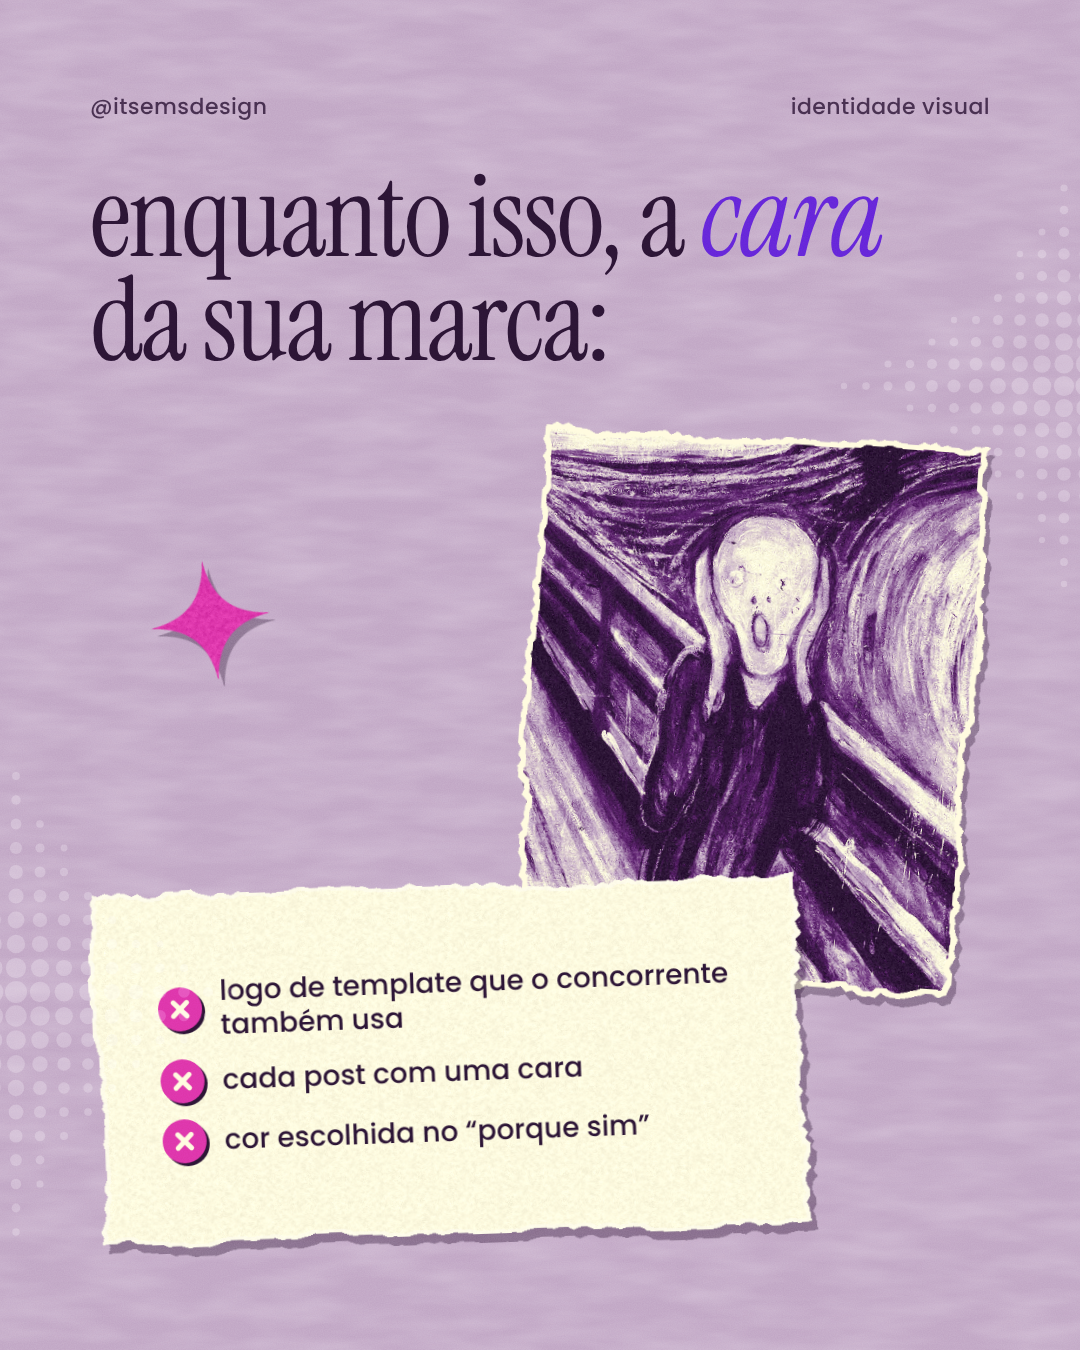 @itsemsdesign
identidade visual
enquanto isso, a cara
da sua marca:
logo de template que o concorrente
também usa
cada post com uma cara
cor escolhida no “porque sim”